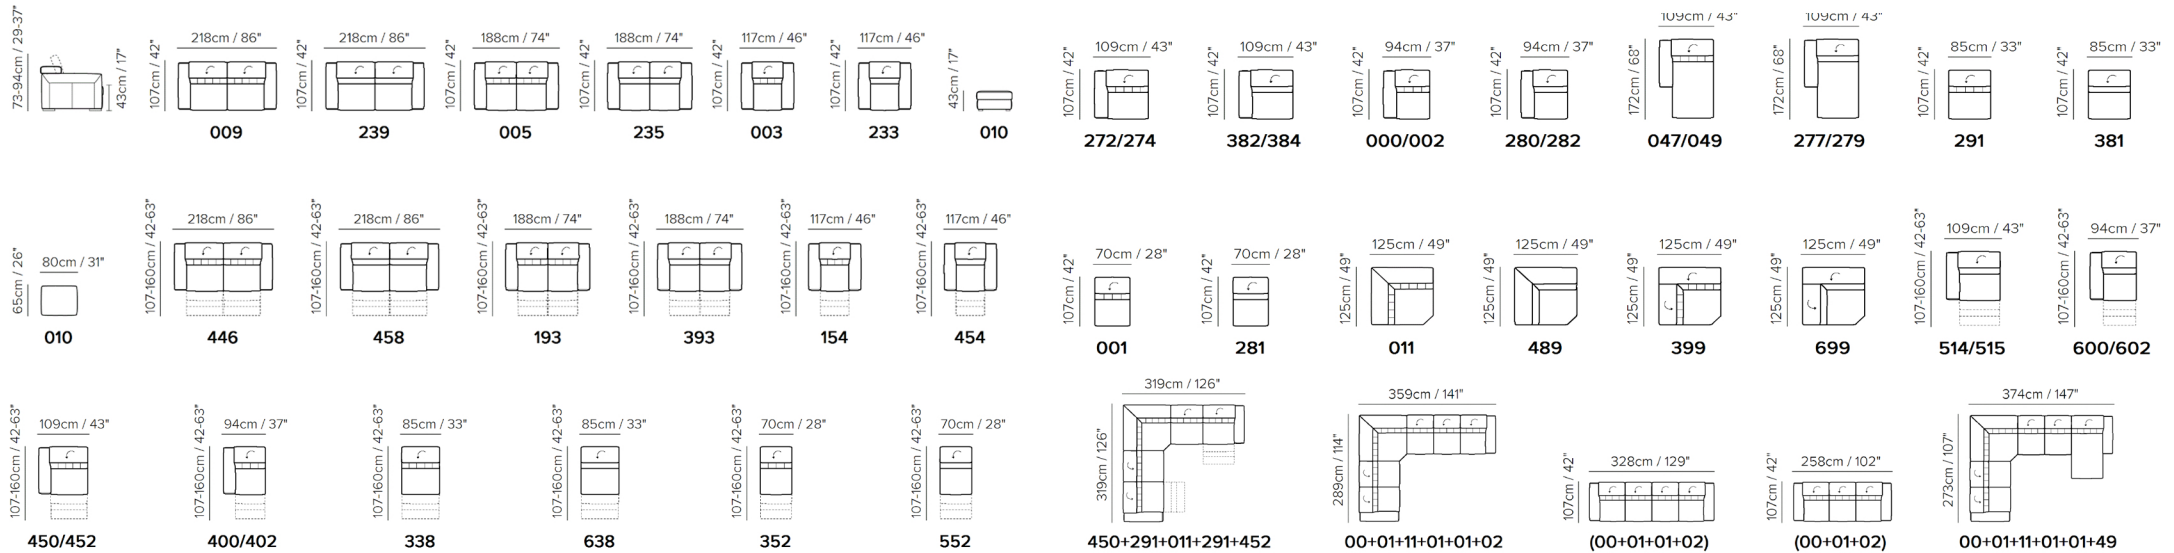 73-94cm / 29-37"
43cm / 17"
107cm / 42"
218cm / 86"
009
107cm / 42"
218cm / 86"
239
107cm / 42"
188cm / 74"
005
107cm / 42"
188cm / 74"
235
107cm / 42"
117cm / 46"
003
107cm / 42"
117cm / 46"
233
43cm / 17"
010
107cm / 42"
109cm / 43"
272/274
107cm / 42"
109cm / 43"
382/384
107cm / 42"
94cm / 37"
000/002
107cm / 42"
94cm / 37"
280/282
172cm / 68"
109cm / 43"
047/049
172cm / 68"
109cm / 43"
277/279
107cm / 42"
85cm / 33"
291
107cm / 42"
85cm / 33"
381
65cm / 26"
80cm / 31"
010
107-160cm / 42-63"
218cm / 86"
446
107-160cm / 42-63"
218cm / 86"
458
107-160cm / 42-63"
188cm / 74"
193
107-160cm / 42-63"
188cm / 74"
393
107-160cm / 42-63"
117cm / 46"
154
107-160cm / 42-63"
117cm / 46"
454
107cm / 42"
70cm / 28"
001
107cm / 42"
70cm / 28"
281
125cm / 49"
125cm / 49"
011
125cm / 49"
125cm / 49"
489
125cm / 49"
125cm / 49"
399
125cm / 49"
125cm / 49"
699
107-160cm / 42-63"
109cm / 43"
514/515
107-160cm / 42-63"
94cm / 37"
600/602
107-160cm / 42-63"
109cm / 43"
450/452
107-160cm / 42-63"
94cm / 37"
400/402
107-160cm / 42-63"
85cm / 33"
338
107-160cm / 42-63"
85cm / 33"
638
107-160cm / 42-63"
70cm / 28"
352
107-160cm / 42-63"
70cm / 28"
552
319cm / 126"
319cm / 126"
450+291+011+291+452
289cm / 114"
359cm / 141"
00+01+11+01+01+02
107cm / 42"
328cm / 129"
(00+01+01+02)
107cm / 42"
258cm / 102"
(00+01+02)
273cm / 107"
374cm / 147"
00+01+11+01+01+49